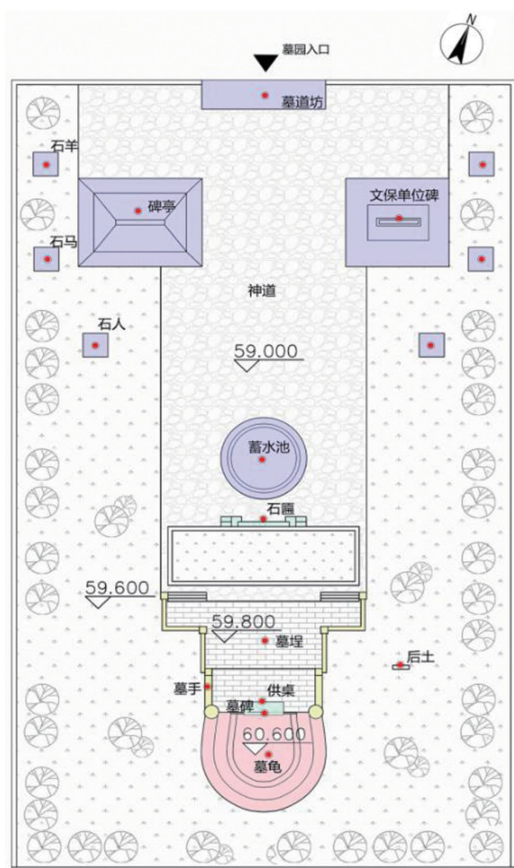 N
墓园入口
墓道坊
石羊
碑亭
文保单位碑
石马
神道
石人
59.000
蓄水池
石匾
59.600
59.800
墓埕
后土
墓手
供桌
墓碑
60.600
墓龟